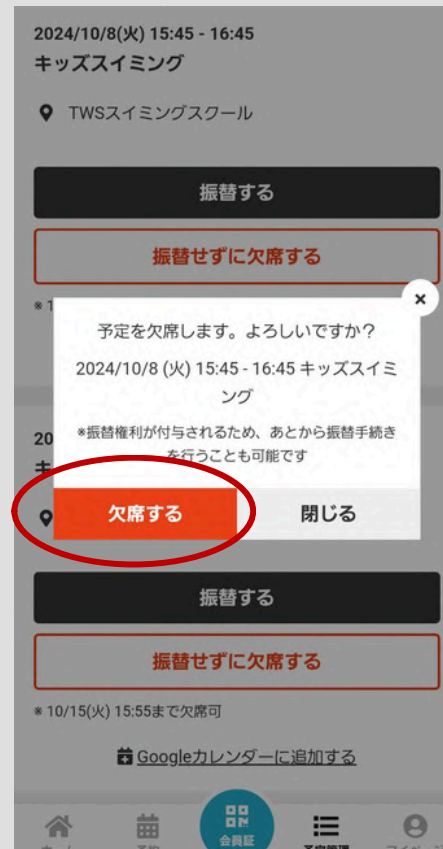 2024/10/8(火) 15:45 - 16:45
キッズスイミング
TWSスイミングスクール
振替する
振替せずに欠席する
※1
予定を欠席します。よろしいですか？
2024/10/8 (火) 15:45 - 16:45 キッズスイミ
ング
※振替権利が付与されるため、あとから振替手続き
を行うことも可能です
20
キ
欠席する
閉じる
振替する
振替せずに欠席する
※ 10/15(火) 15:55まで欠席可
Googleカレンダーに追加する
会員証